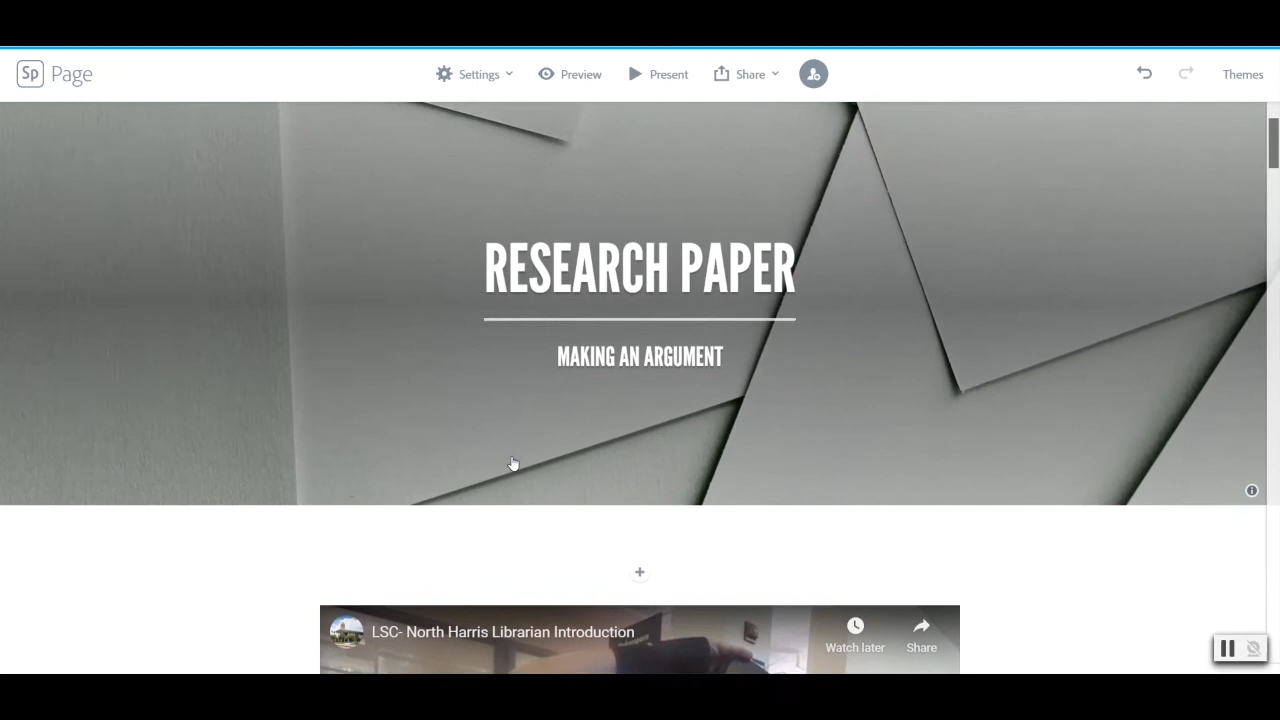 Sp Page
Settings
Preview
Present
Share
Themes
RESEARCH PAPER
MAKING AN ARGUMENT
LSC- North Harris Librarian Introduction
Watch later
Share